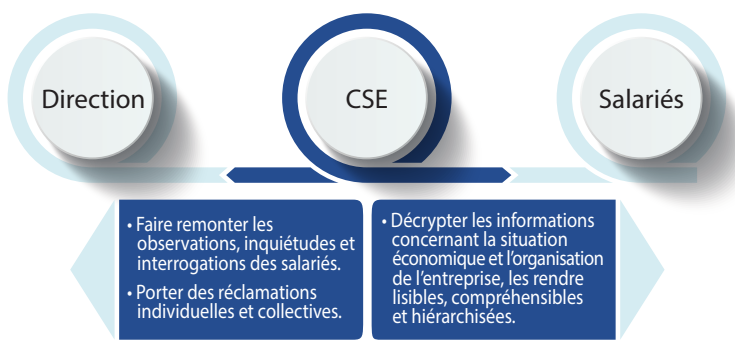 Direction
CSE
Salariés
• Faire remonter les
observations, inquiétudes et
interrogations des salariés.
• Porter des réclamations
individuelles et collectives.
• Décrypter les informations
concernant la situation
économique et l'organisation
de l'entreprise, les rendre
lisibles, compréhensibles
et hiérarchisées.